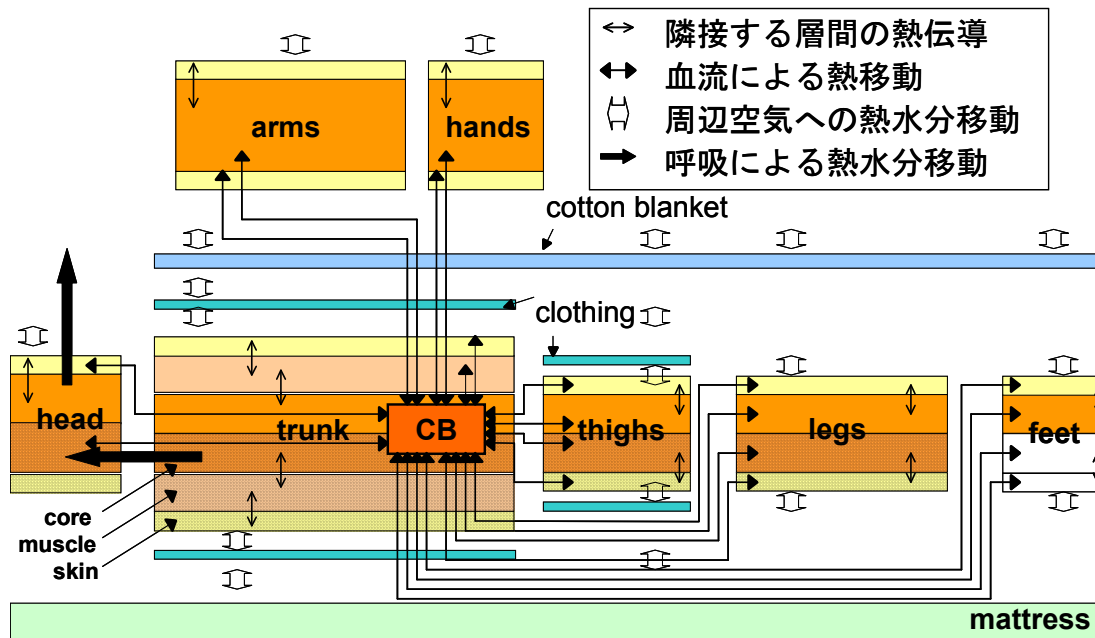 隣接する層間の熱伝導
血流による熱移動
周辺空気への熱水分移動
呼吸による熱水分移動
arms
hands
cotton blanket
clothing
head
trunk
CB
thighs
legs
feet
core
muscle
skin
mattress